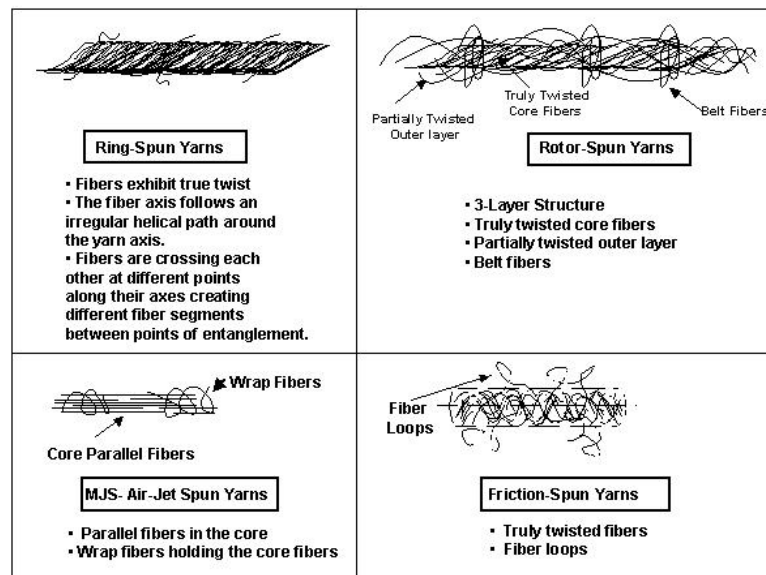 Partially Twisted
Outer layer
Truly Twisted
Core Fibers
Belt Fibers
Ring-Spun Yarns
• Fibers exhibit true twist
• The fiber axis follows an
irregular helical path around
the yarn axis.
• Fibers are crossing each
other at different points
along their axes creating
different fiber segments
between points of entanglement.
Rotor-Spun Yarns
• 3-Layer Structure
• Truly twisted core fibers
• Partially twisted outer layer
• Belt fibers
Wrap Fibers
Core Parallel Fibers
MJS- Air-Jet Spun Yarns
• Parallel fibers in the core
• Wrap fibers holding the core fibers
Fiber
Loops
Friction-Spun Yarns
• Truly twisted fibers
• Fiber loops